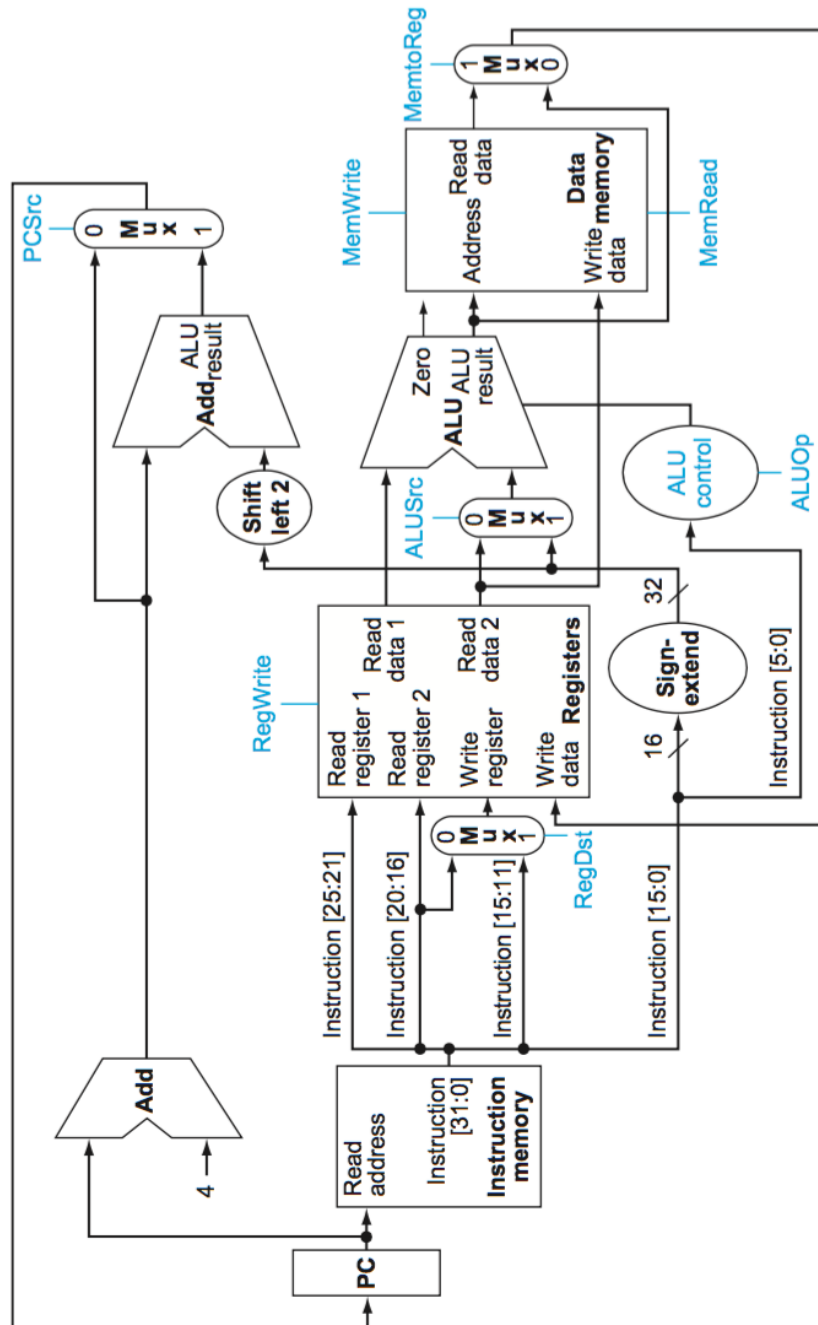 PCSrc
0
M
u
x
1
Add
ALU
result
Add
4
Shift
left 2
RegWrite
MemWrite
MemtoReg
ALUSrc
PC
Read
address
Instruction
[31:0]
Instruction
memory
Instruction [25:21]
Instruction [20:16]
Instruction [15:11]
Instruction [15:0]
0
M
u
x
1
RegDst
Read
register 1
Read
register 2
Write
register
Write
data
Registers
Read
data 1
Read
data 2
0
M
u
x
1
Zero
ALU
ALU
result
Address
Read
data
Write
data
Data
memory
1
M
u
x
0
MemRead
16
Sign-
extend
32
ALU
control
ALUOp
Instruction [5:0]